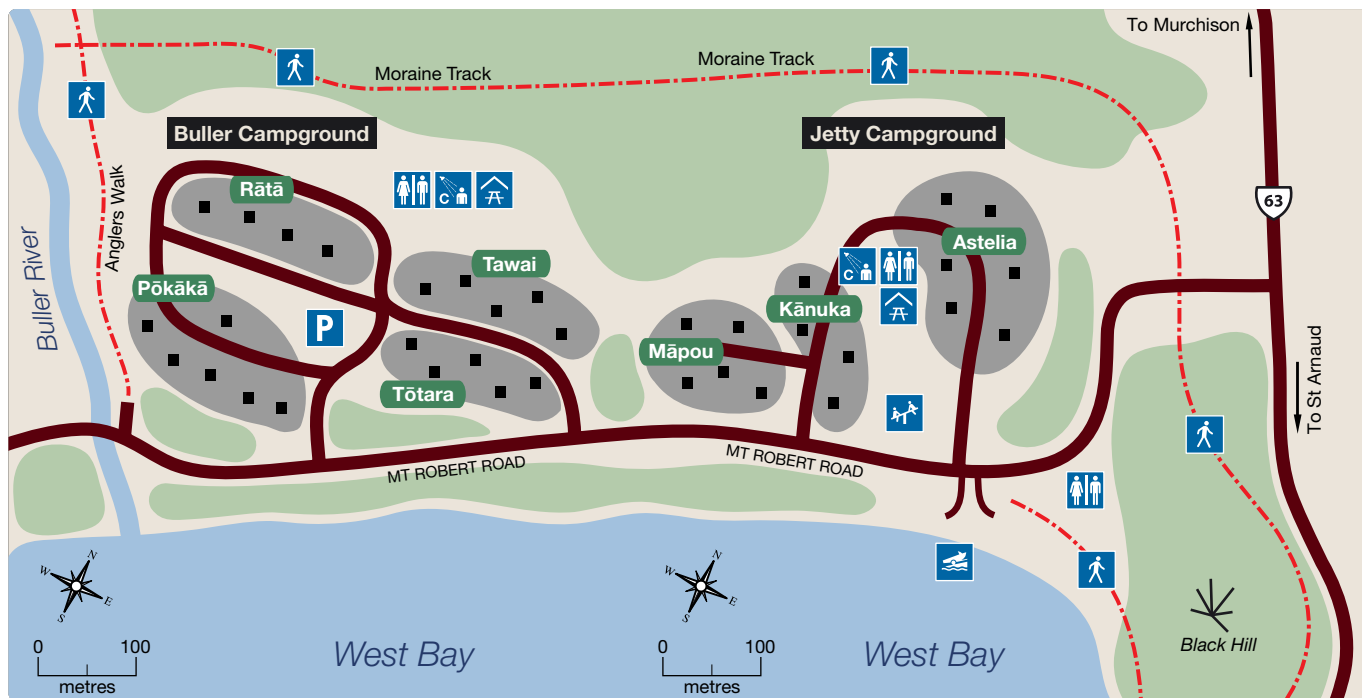 To Murchison
Moraine Track
Moraine Track
Buller Campground
Jetty Campground
Rātā
C
63
Anglers Walk
Buller River
Tawai
Astelia
C
Pōkākā
Kānuka
P
Māpou
Tōtara
To St Arnaud
MT ROBERT ROAD
MT ROBERT ROAD
N
W
E
S
N
W
E
S
0 100
metres
West Bay
0 100
metres
West Bay
Black Hill